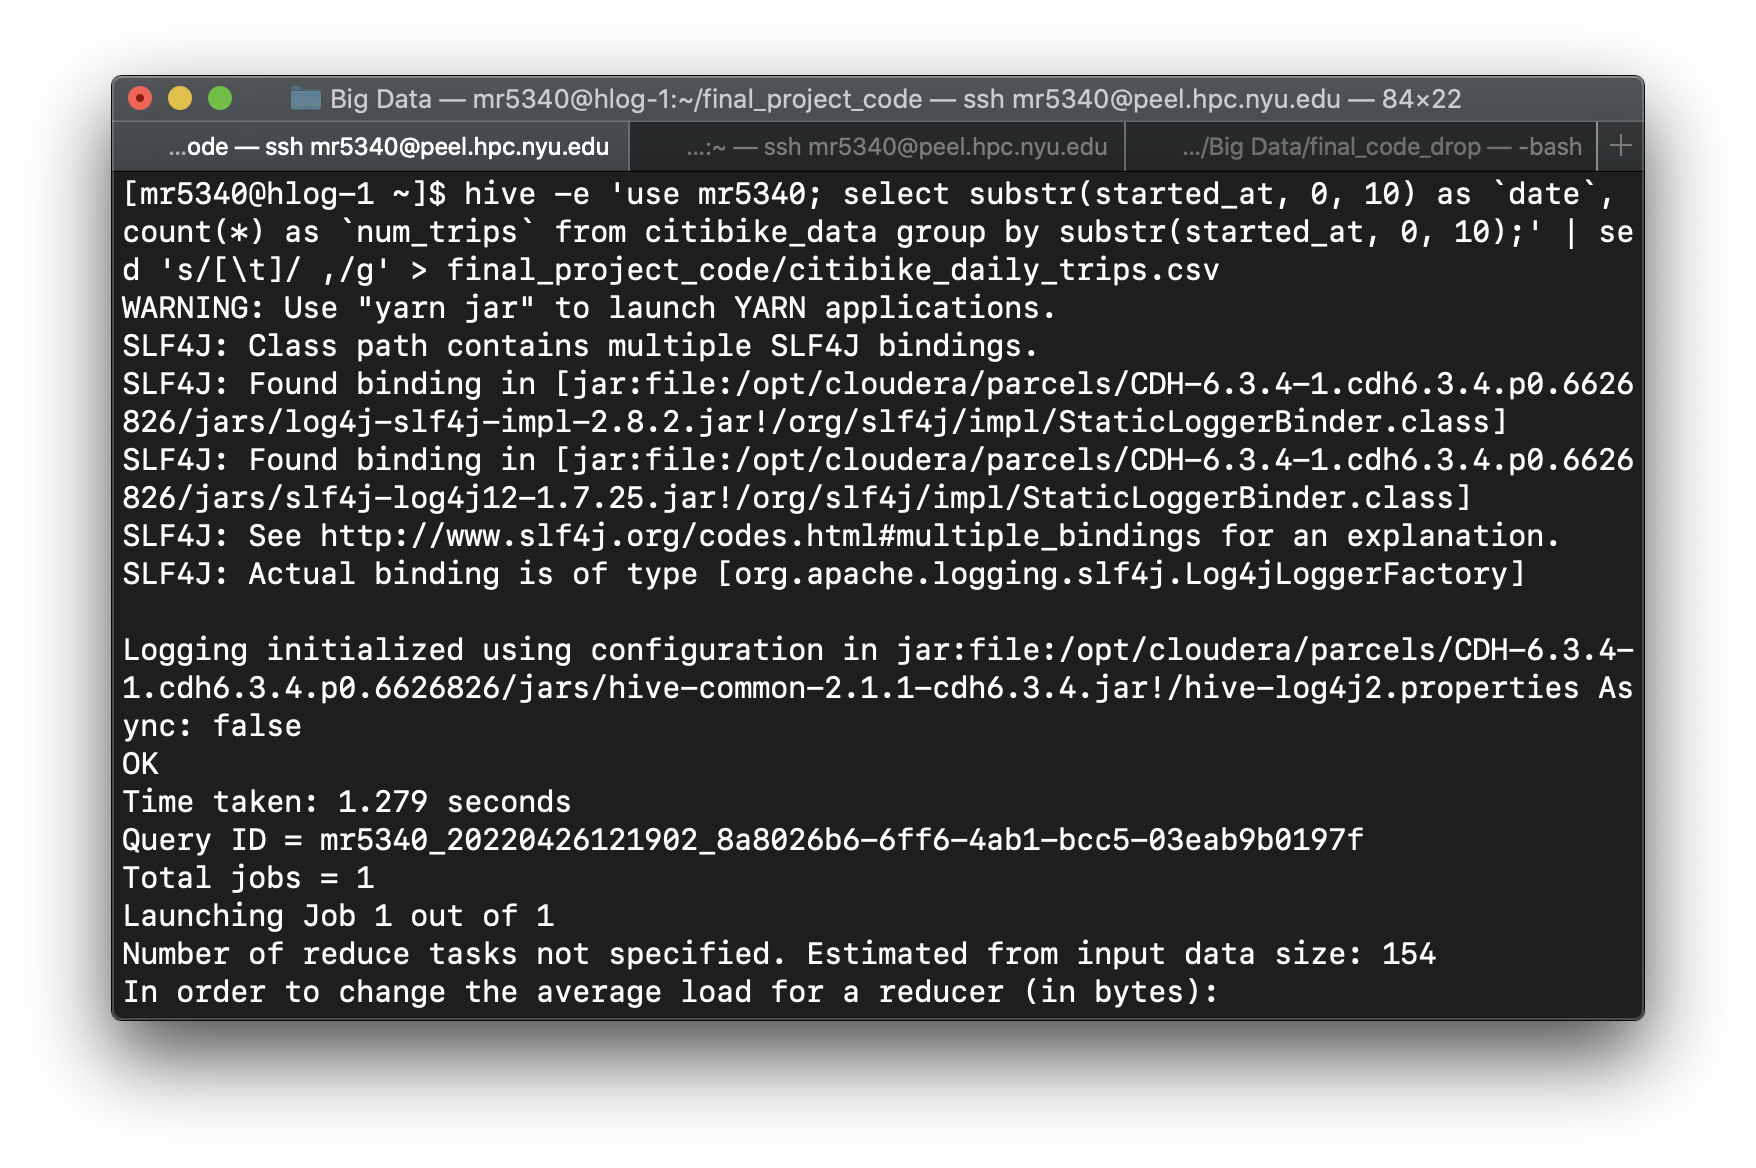 Big Data — mr5340@hlog-1:~/final_project_code — ssh mr5340@peel.hpc.nyu.edu — 84×22
...ode — ssh mr5340@peel.hpc.nyu.edu
...:~ — ssh mr5340@peel.hpc.nyu.edu
.../Big Data/final_code_drop — -bash
+
[mr5340@hlog-1 ~]$ hive -e 'use mr5340; select substr(started_at, 0, 10) as `date`,
count(*) as `num_trips` from citibike_data group by substr(started_at, 0, 10);' | se
d 's/[\t]/ ,/g' > final_project_code/citibike_daily_trips.csv
WARNING: Use "yarn jar" to launch YARN applications.
SLF4J: Class path contains multiple SLF4J bindings.
SLF4J: Found binding in [jar:file:/opt/cloudera/parcels/CDH-6.3.4-1.cdh6.3.4.p0.6626
826/jars/log4j-slf4j-impl-2.8.2.jar!/org/slf4j/impl/StaticLoggerBinder.class]
SLF4J: Found binding in [jar:file:/opt/cloudera/parcels/CDH-6.3.4-1.cdh6.3.4.p0.6626
826/jars/slf4j-log4j12-1.7.25.jar!/org/slf4j/impl/StaticLoggerBinder.class]
SLF4J: See http://www.slf4j.org/codes.html#multiple_bindings for an explanation.
SLF4J: Actual binding is of type [org.apache.logging.slf4j.Log4jLoggerFactory]

Logging initialized using configuration in jar:file:/opt/cloudera/parcels/CDH-6.3.4-
1.cdh6.3.4.p0.6626826/jars/hive-common-2.1.1-cdh6.3.4.jar!/hive-log4j2.properties As
ync: false
OK
Time taken: 1.279 seconds
Query ID = mr5340_20220426121902_8a8026b6-6ff6-4ab1-bcc5-03eab9b0197f
Total jobs = 1
Launching Job 1 out of 1
Number of reduce tasks not specified. Estimated from input data size: 154
In order to change the average load for a reducer (in bytes):